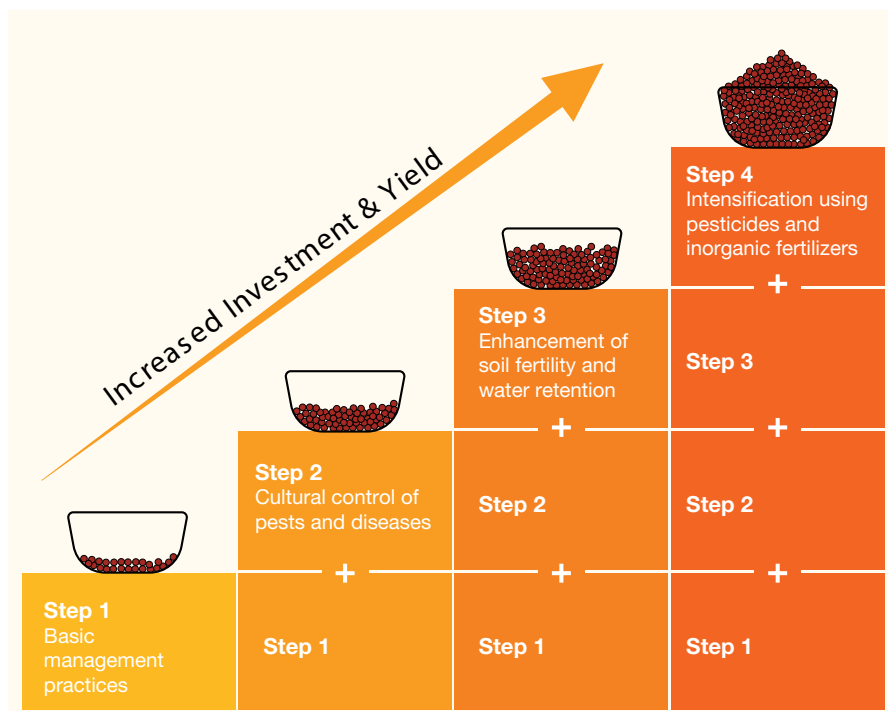 Increased Investment & Yield
Step 1
Basic
management
practices
Step 2
Cultural control of
pests and diseases
+
Step 1
Step 3
Enhancement of
soil fertility and
water retention
+
Step 2
+
Step 1
Step 4
Intensification using
pesticides and
inorganic fertilizers
+
Step 3
+
Step 2
+
Step 1